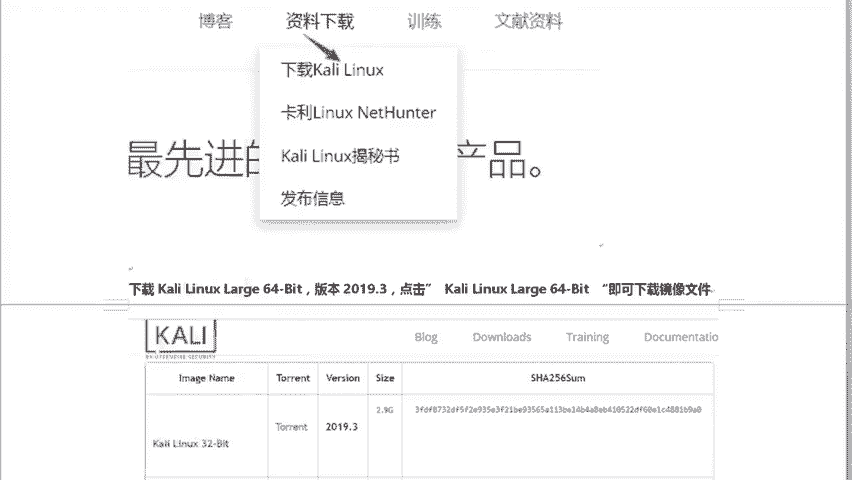 博客 资料下载 训练 文献资料
下载Kali Linux
卡利Linux NetHunter
最先进的 产品。
Kali Linux揭秘书
发布信息
下载 Kali Linux Large 64-Bit，版本 2019.3，点击” Kali Linux Large 64-Bit “即可下载镜像文件
KALI Blog Downloads Training Documentatio
Image Name Torrent Version Size SHA256Sum
2.9G
Torrent 2019.3
Kali Linux 32-Bit